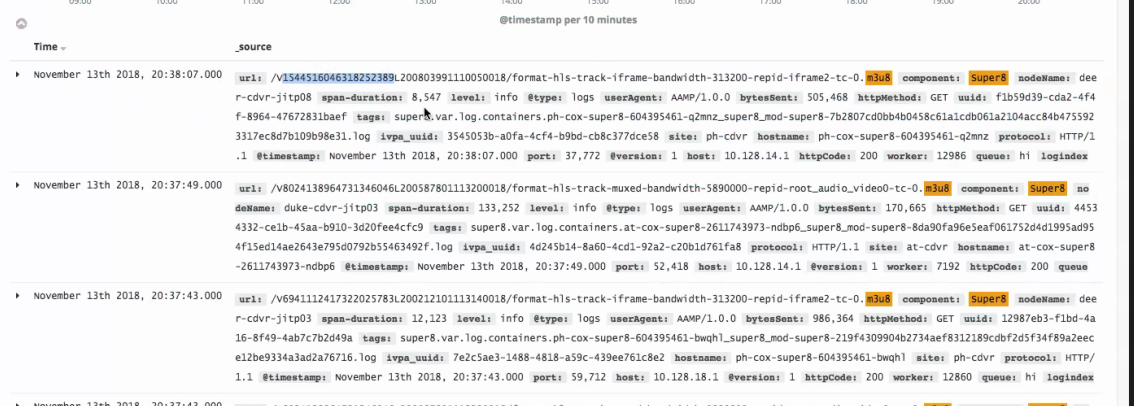 09:00 10:00 11:00 12:00 13:00 14:00 15:00 16:00 17:00 18:00 19:00 20:00
@timestamp per 10 minutes
Time _source
November 13th 2018, 20:38:07.000 url: /V1544516046318252389L200803991110050018/format-hls-track-iframe-bandwidth-313200-repid-iframe2-tc-0.m3u8 component: Super8 nodeName: dee
r-cdvr-jitp08 span-duration: 8,547 level: info @type: logs userAgent: AAMP/1.0.0 bytesSent: 505,468 httpMethod: GET uuid: f1b59d39-cda2-4f4
f-8964-47672831baef tags: super8.var.log.containers.ph-cox-super8-604395461-q2mnz_super8_mod-super8-7b2807cd0bb4b0458c61a1cdb061a2104acc84b475592
3317ec8d7b109b98e31.log ivpa_uuid: 3545053b-a0fa-4cf4-b9bd-cb8c377dce58 site: ph-cdvr hostname: ph-cox-super8-604395461-q2mnz protocol: HTTP/1
.1 @timestamp: November 13th 2018, 20:38:07.000 port: 37,772 @version: 1 host: 10.128.14.1 httpCode: 200 worker: 12986 queue: hi logindex
November 13th 2018, 20:37:49.000 url: /V8024138964731346046L200587801113200018/format-hls-track-muxed-bandwidth-5890000-repid-root_audio_video0-tc-0.m3u8 component: Super8 no
deName: duke-cdvr-jitp03 span-duration: 133,252 level: info @type: logs userAgent: AAMP/1.0.0 bytesSent: 170,665 httpMethod: GET uuid: 4453
4332-ce1b-45aa-b910-3d20fee4cfc9 tags: super8.var.log.containers.at-cox-super8-2611743973-ndbp6_super8_mod-super8-8da90fa96e5eaf061752d4d1995ad95
4f15ed14ae2643e795d0792b55463492f.log ivpa_uuid: 4d245b14-8a60-4cd1-92a2-c20b1d761fa8 protocol: HTTP/1.1 site: at-cdvr hostname: at-cox-super8
-2611743973-ndbp6 @timestamp: November 13th 2018, 20:37:49.000 port: 52,418 host: 10.128.14.1 @version: 1 worker: 7192 httpCode: 200 queue
November 13th 2018, 20:37:43.000 url: /V6941112417322025783L200212101113140018/format-hls-track-iframe-bandwidth-313200-repid-iframe2-tc-0.m3u8 component: Super8 nodeName: dee
r-cdvr-jitp03 span-duration: 12,123 level: info @type: logs userAgent: AAMP/1.0.0 bytesSent: 986,364 httpMethod: GET uuid: 12987eb3-f1bd-4a
16-8f49-4ab7c7b2d49a tags: super8.var.log.containers.ph-cox-super8-604395461-bwqhl_super8_mod-super8-219f4309904b2734aef8312189cdbf2d5f34f89a2eec
e12be9334a3ad2a76716.log ivpa_uuid: 7e2c5ae3-1488-4818-a59c-439ee761c8e2 hostname: ph-cox-super8-604395461-bwqhl site: ph-cdvr protocol: HTTP/
1.1 @timestamp: November 13th 2018, 20:37:43.000 port: 59,712 host: 10.128.18.1 @version: 1 httpCode: 200 worker: 12860 queue: hi logindex